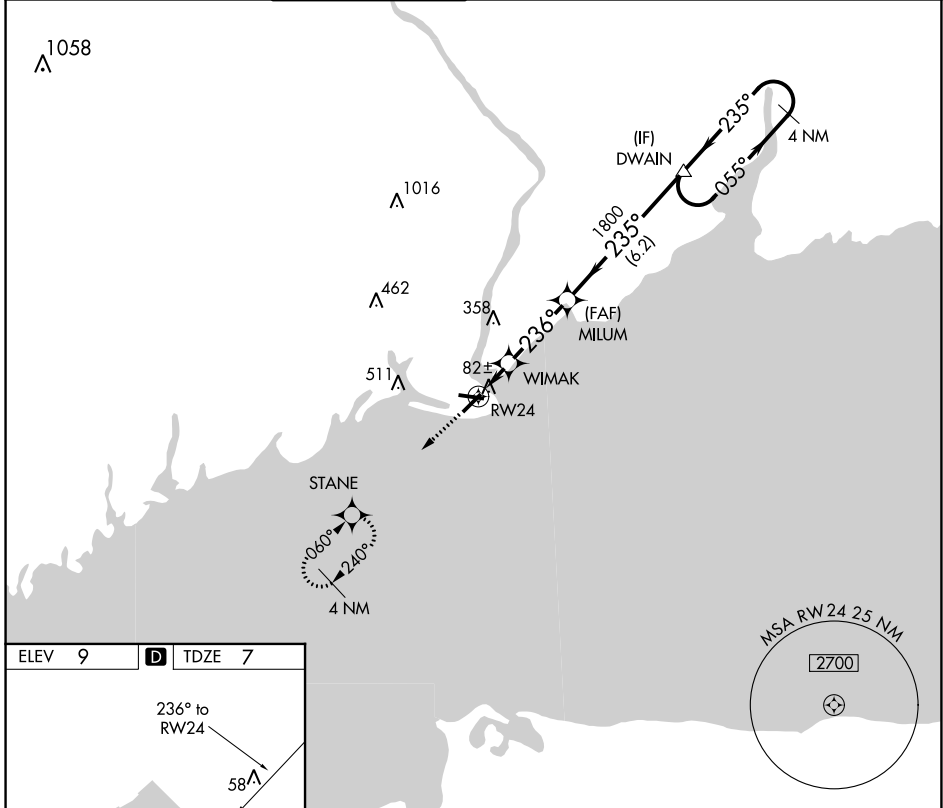 1058
235°
4 NM
(IF)
DWAIN
055°
1016
1800
235°
(6.2)
462
358
(FAF)
MILUM
236°
511
82±
WIMAK
RW24
STANE
060°
240°
4 NM
MSA RW24 25 NM
2700
ELEV 9 D TDZE 7
236° to
RW24
58